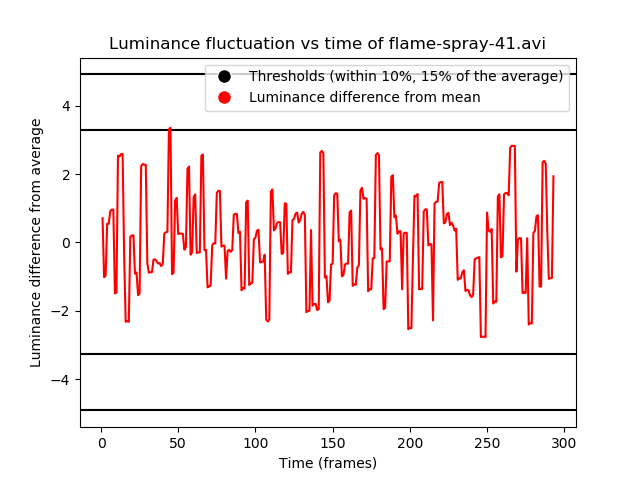 Luminance fluctuation vs time of flame-spray-41.avi
Thresholds (within 10%, 15% of the average)
Luminance difference from mean
Luminance difference from average
4
2
0
−2
−4
0
50
100
150
200
250
300
Time (frames)